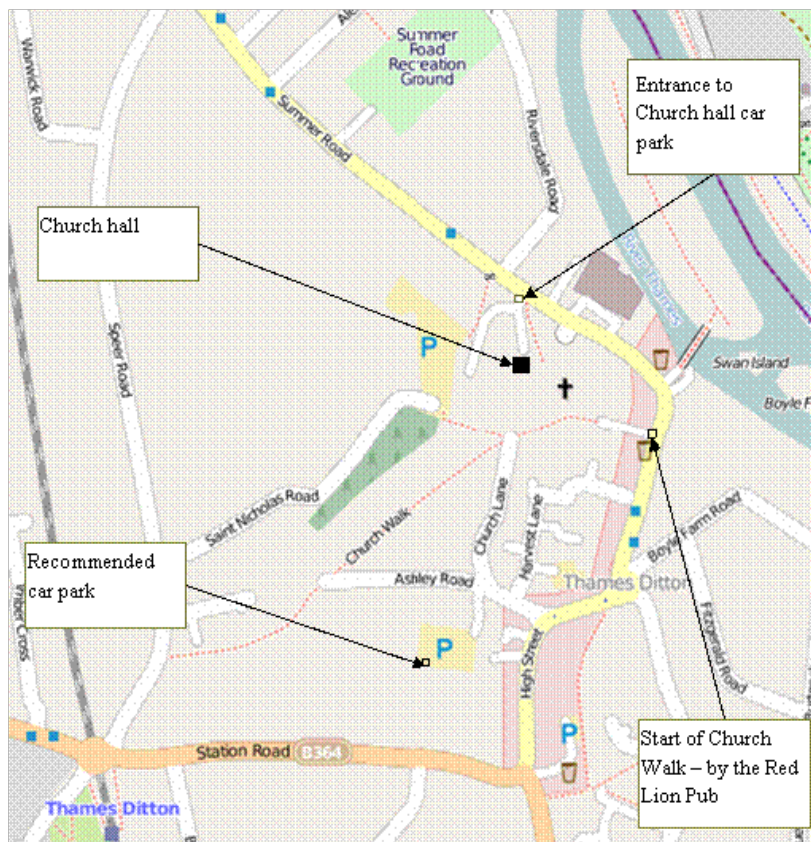 Summer
Road
Recreation
Ground
Warwick Road
Summer Road
Riversdale Road
Entrance to
Church hall car
park
Church hall
River Thames
P
Speer Road
Swan Island
Saint Nicholas Road
Church Walk
Church Lane
Harvest Lane
Boyle Farm Road
Recommended
car park
Ashley Road
Thames Ditton
Fitzgerald Road
P
High Street
P
Station Road
B364
Start of Church
Walk – by the Red
Lion Pub
Thames Ditton